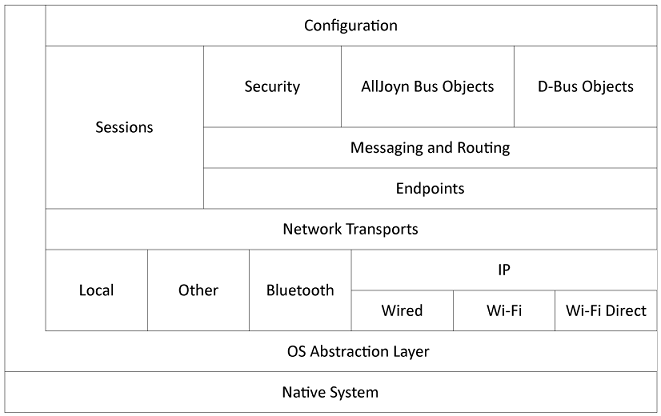 Configuration
Security
AllJoyn Bus Objects
D-Bus Objects
Sessions
Messaging and Routing
Endpoints
Network Transports
Local
Other
Bluetooth
IP
Wired
Wi-Fi
Wi-Fi Direct
OS Abstraction Layer
Native System